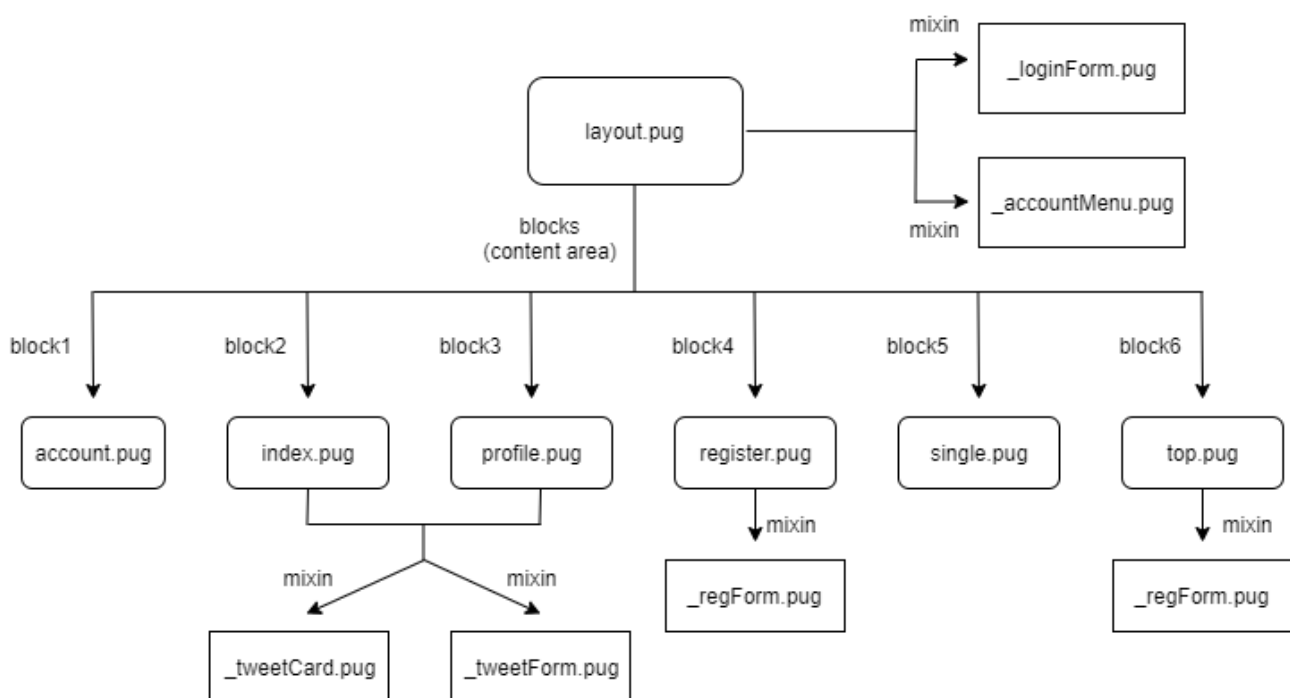 mixin
_loginForm.pug
layout.pug
_accountMenu.pug
mixin
blocks
(content area)
block1
block2
block3
block4
block5
block6
account.pug
index.pug
profile.pug
register.pug
single.pug
top.pug
mixin
mixin
mixin
mixin
_regForm.pug
_regForm.pug
_tweetCard.pug
_tweetForm.pug